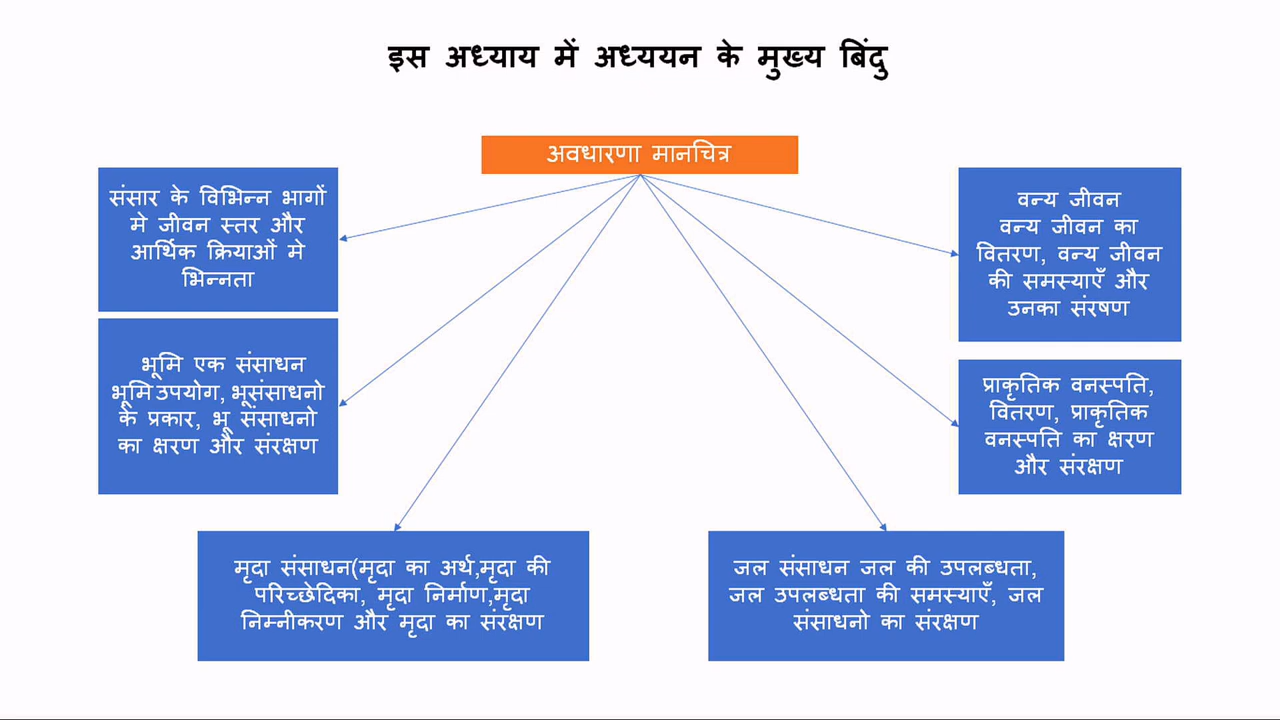 इस अध्याय में अध्ययन के मुख्य बिंदु
अवधारणा मानचित्र
संसार के विभिन्न भागों
मे जीवन स्तर और
आर्थिक क्रियाओं मे
भिन्नता
भूमि एक संसाधन
भूमि उपयोग, भूसंसाधनो
के प्रकार, भू संसाधनो
का क्षरण और संरक्षण
मृदा संसाधन(मृदा का अर्थ,मृदा की
परिच्छेदिका, मृदा निर्माण,मृदा
निम्नीकरण और मृदा का संरक्षण
जल संसाधन जल की उपलब्धता,
जल उपलब्धता की समस्याएँ, जल
संसाधनो का संरक्षण
प्राकृतिक वनस्पति,
वितरण, प्राकृतिक
वनस्पति का क्षरण
और संरक्षण
वन्य जीवन
वन्य जीवन का
वितरण, वन्य जीवन
की समस्याएँ और
उनका संरषण